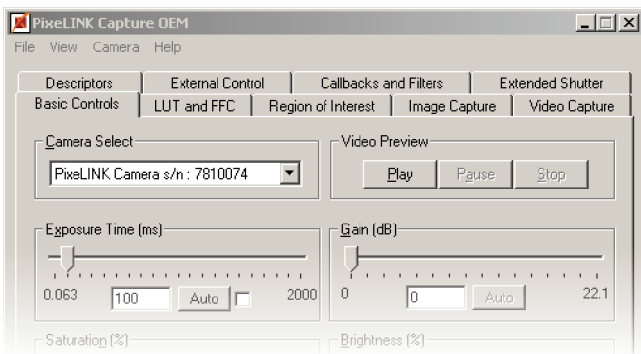 PixeLINK Capture OEM
File View Camera Help
Descriptors External Control Callbacks and Filters Extended Shutter
Basic Controls LUT and FFC Region of Interest Image Capture Video Capture
Camera Select
PixeLINK Camera s/n : 7810074
Video Preview
Play Pause Stop
Exposure Time (ms)
0.063 100 Auto 2000
Gain (dB)
0 0 Auto 22.1
Saturation (%) Brightness (%)